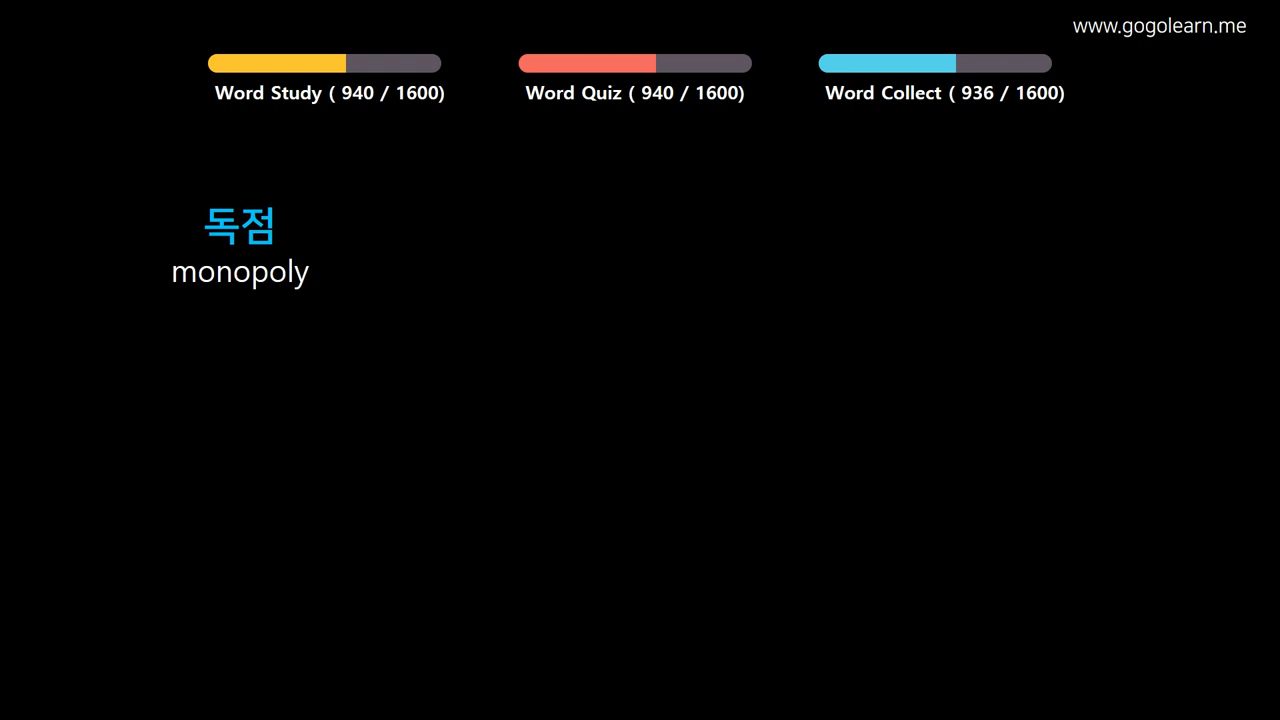 www.gogolearn.me
Word Study ( 940 / 1600)
Word Quiz ( 940 / 1600)
Word Collect ( 936 / 1600)
독점
monopoly